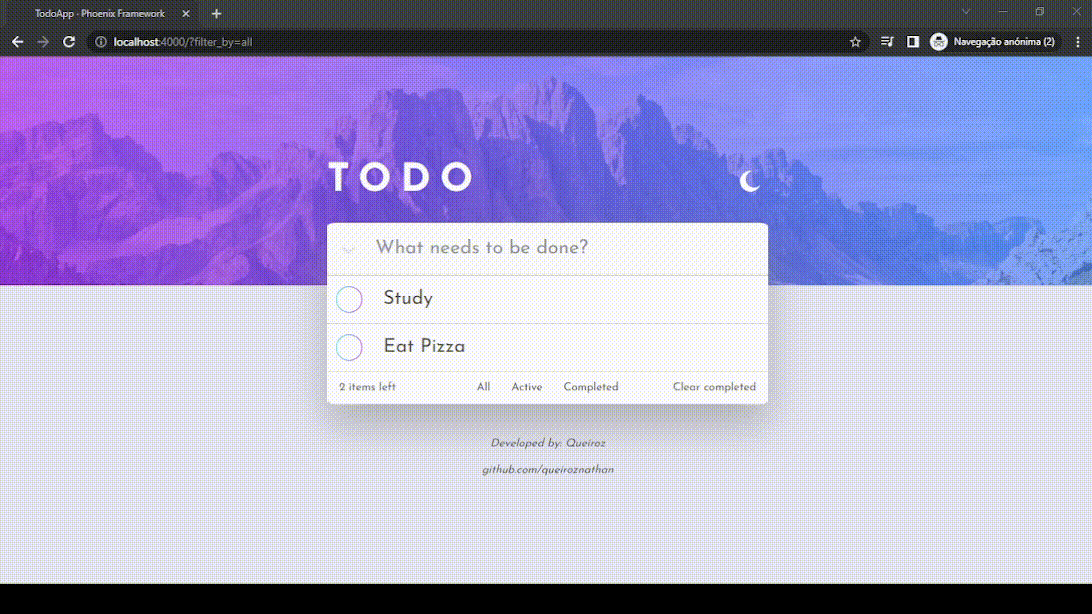 TodoApp · Phoenix Framework
localhost:4000/?filter_by=all
Navegação anónima (2)
TODO
What needs to be done?
Study
Eat Pizza
2 items left All Active Completed Clear completed
Developed by: Queiroz
github.com/queiroznathan